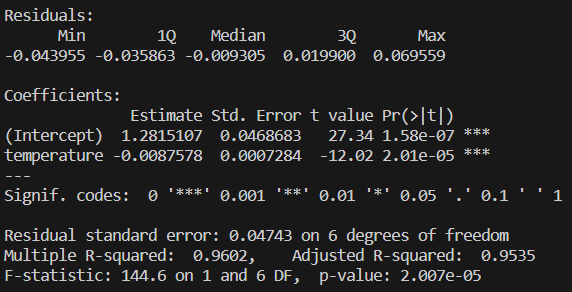 Residuals:
      Min        1Q    Median        3Q       Max
-0.043955 -0.035863 -0.009305  0.019900  0.069559

Coefficients:
              Estimate Std. Error t value Pr(>|t|)
(Intercept)  1.2815107  0.0468683   27.34 1.58e-07 ***
temperature -0.0087578  0.0007284  -12.02 2.01e-05 ***
---
Signif. codes:  0 '***' 0.001 '**' 0.01 '*' 0.05 '.' 0.1 ' ' 1

Residual standard error: 0.04743 on 6 degrees of freedom
Multiple R-squared:  0.9602,    Adjusted R-squared:  0.9535
F-statistic: 144.6 on 1 and 6 DF,  p-value: 2.007e-05